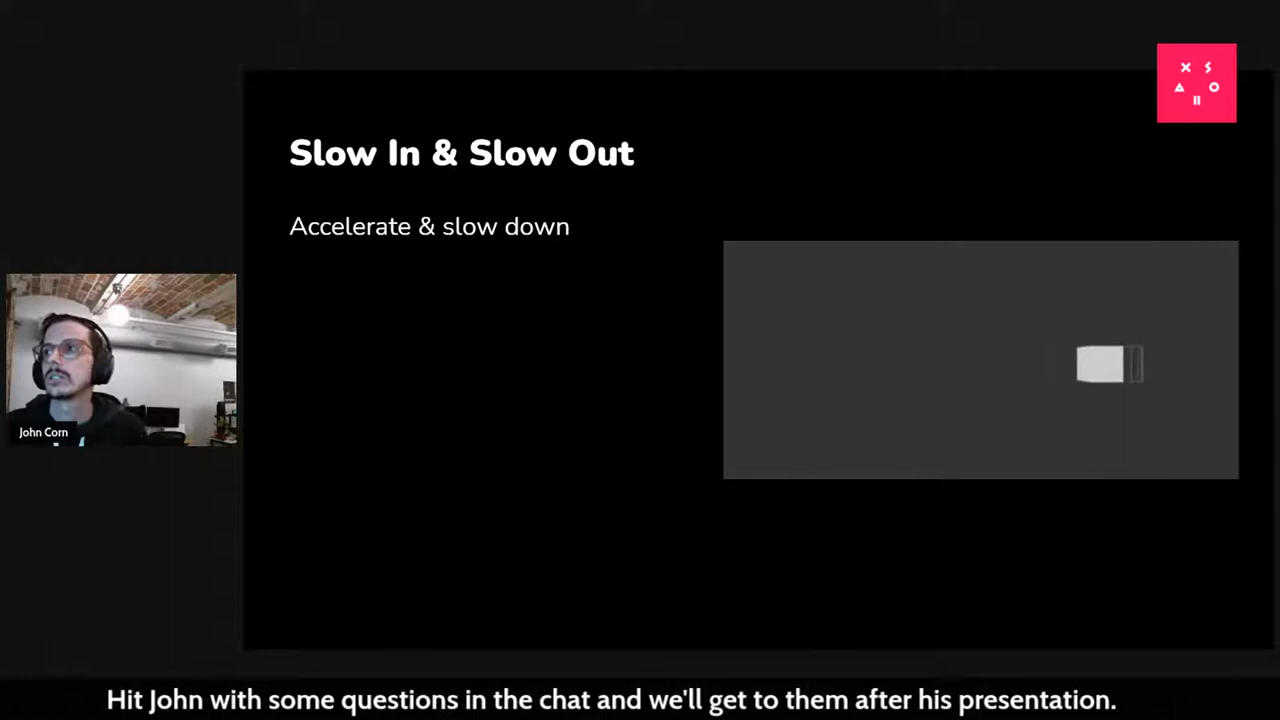 Slow In & Slow Out
Accelerate & slow down
John Corn
Hit John with some questions in the chat and we'll get to them after his presentation.